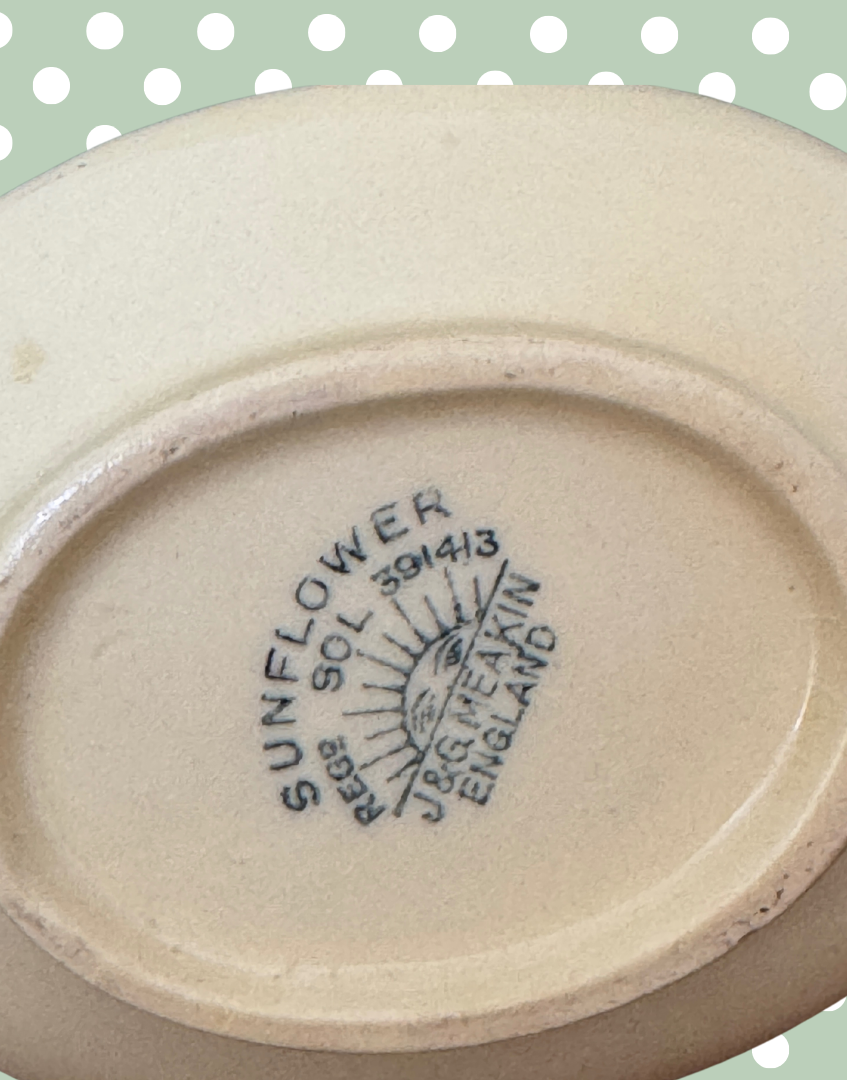 SUNFLOWER
SOL 391413
REGD
J&G MEAKIN
ENGLAND